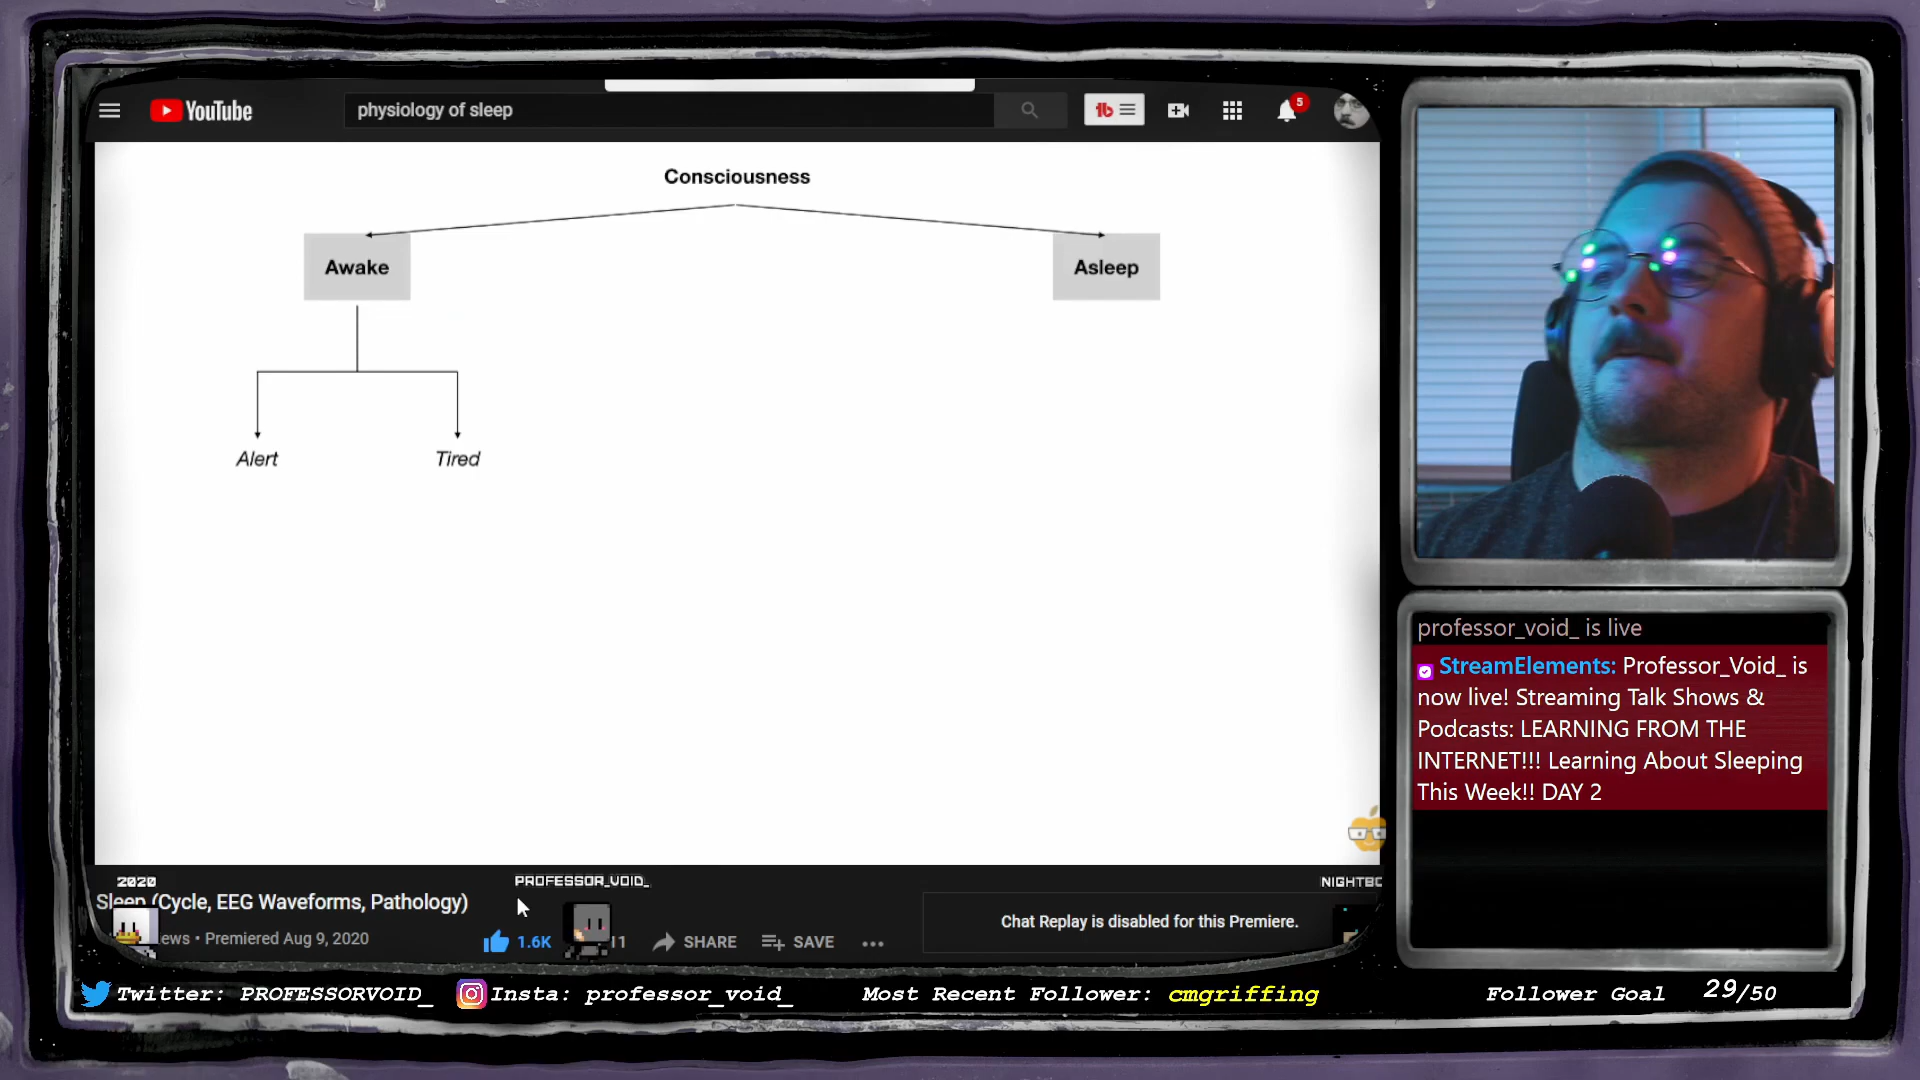 YouTube
physiology of sleep
5
Consciousness
Awake
Asleep
Alert
Tired
2020
PROFESSOR_VOID_
Sleep (Cycle, EEG Waveforms, Pathology)
ews • Premiered Aug 9, 2020
1.6K
11
SHARE
SAVE
Chat Replay is disabled for this Premiere.
professor_void_ is live
StreamElements: Professor_Void_ is
now live! Streaming Talk Shows &
Podcasts: LEARNING FROM THE
INTERNET!!! Learning About Sleeping
This Week!! DAY 2
Twitter: PROFESSORVOID_
Insta: professor_void_
Most Recent Follower: cmgriffing
Follower Goal 29/50